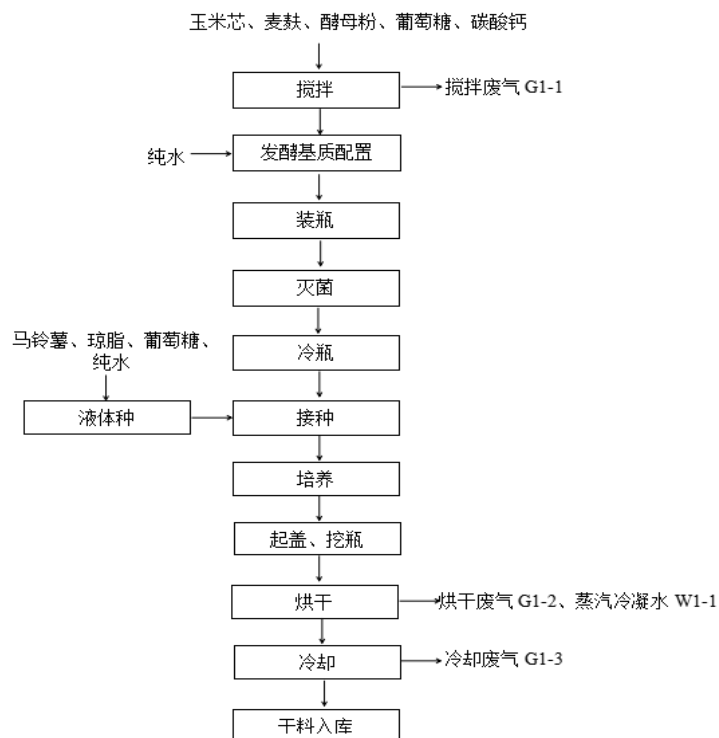 玉米芯、麦麸、酵母粉、葡萄糖、碳酸钙
搅拌
搅拌废气 G1-1
纯水
发酵基质配置
装瓶
灭菌
冷瓶
马铃薯、琼脂、葡萄糖、
纯水
液体种
接种
培养
起盖、挖瓶
烘干
烘干废气 G1-2、蒸汽冷凝水 W1-1
冷却
冷却废气 G1-3
干料入库